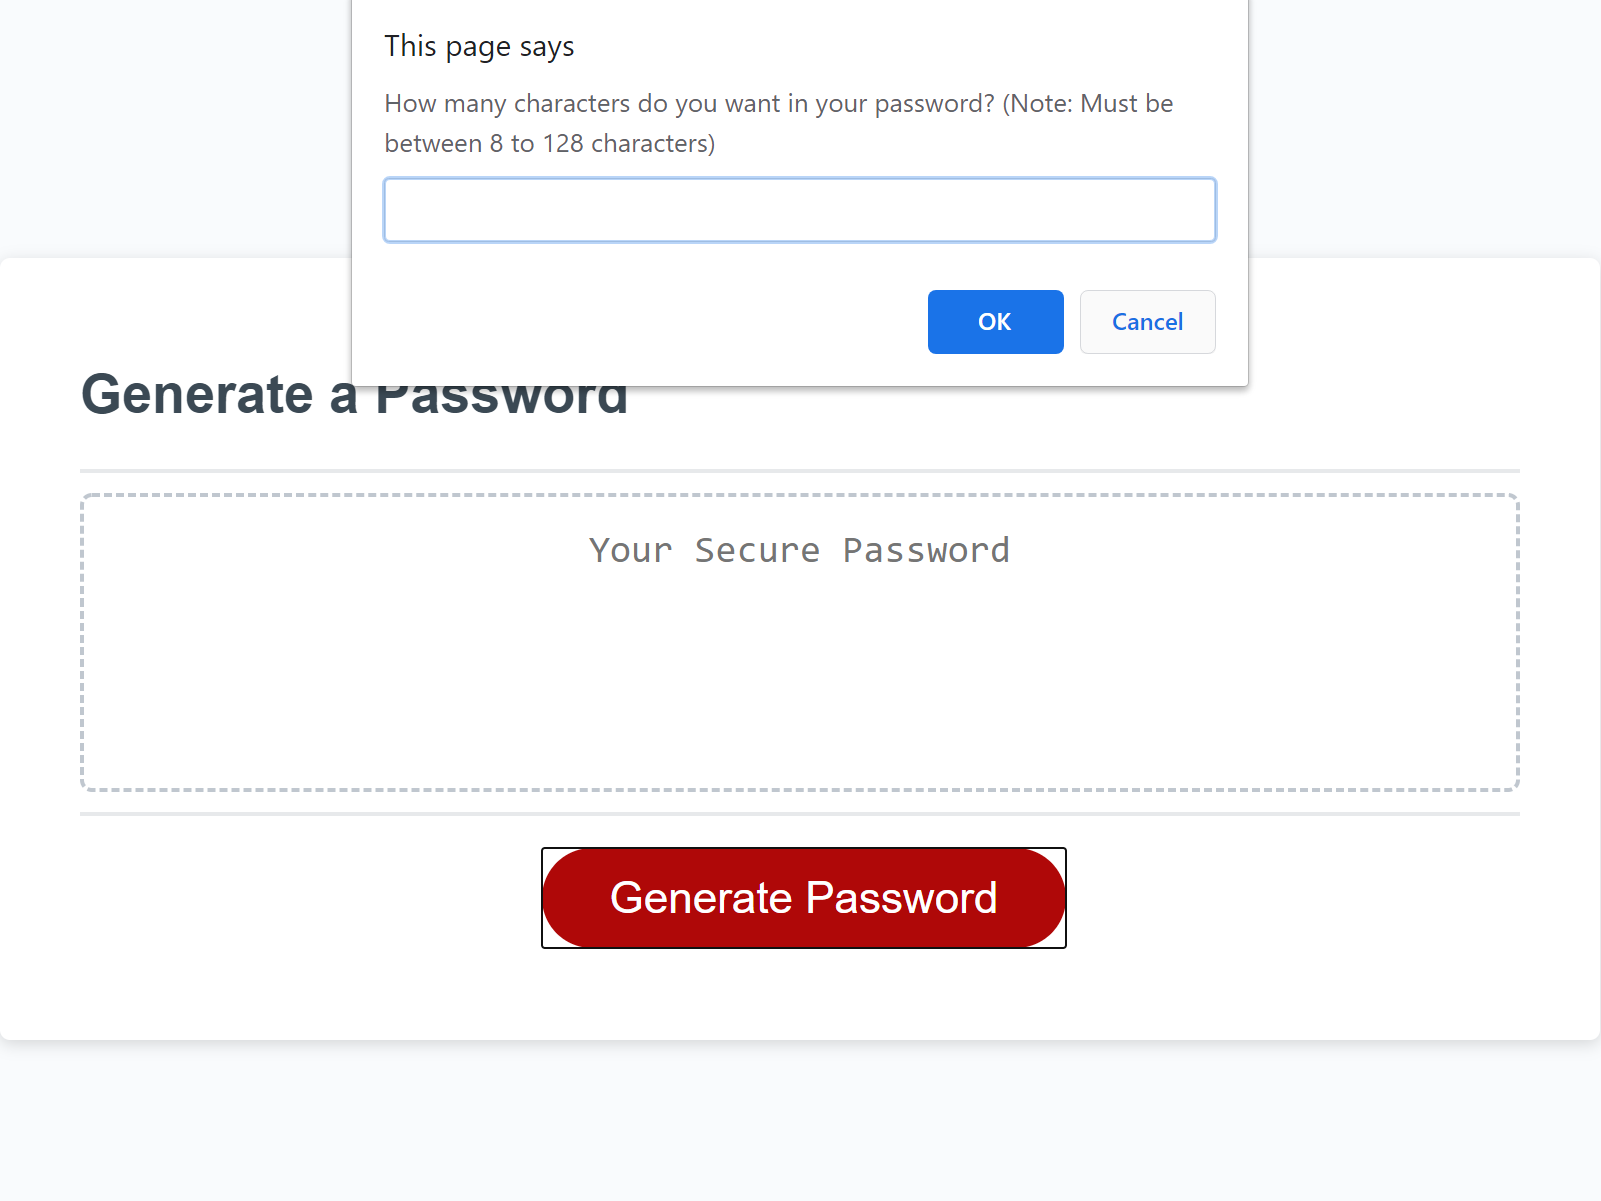 This page says
How many characters do you want in your password? (Note: Must be
between 8 to 128 characters)
OK
Cancel
Generate a Password
Your Secure Password
Generate Password